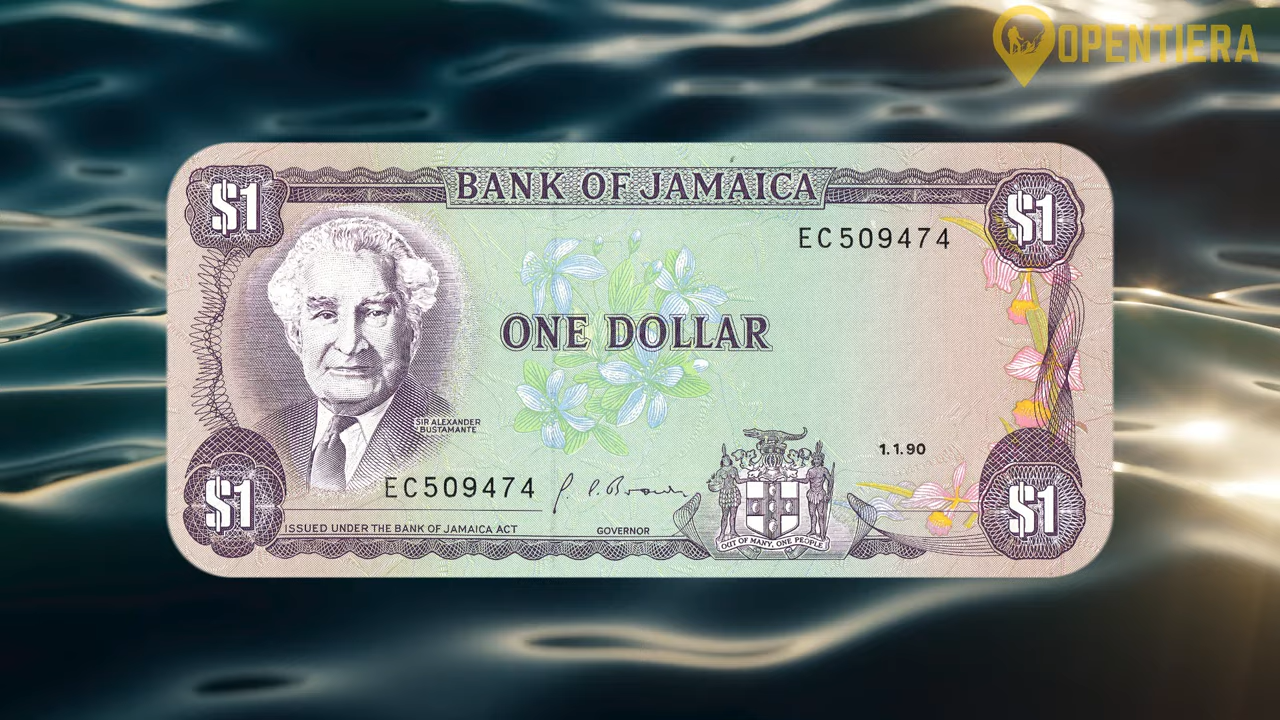 OPENTIERA
$1
BANK OF JAMAICA
$1
EC509474
ONE DOLLAR
SIR ALEXANDER
BUSTAMANTE
1.1.90
EC509474
$1
ISSUED UNDER THE BANK OF JAMAICA ACT
GOVERNOR
OUT OF MANY, ONE PEOPLE
$1